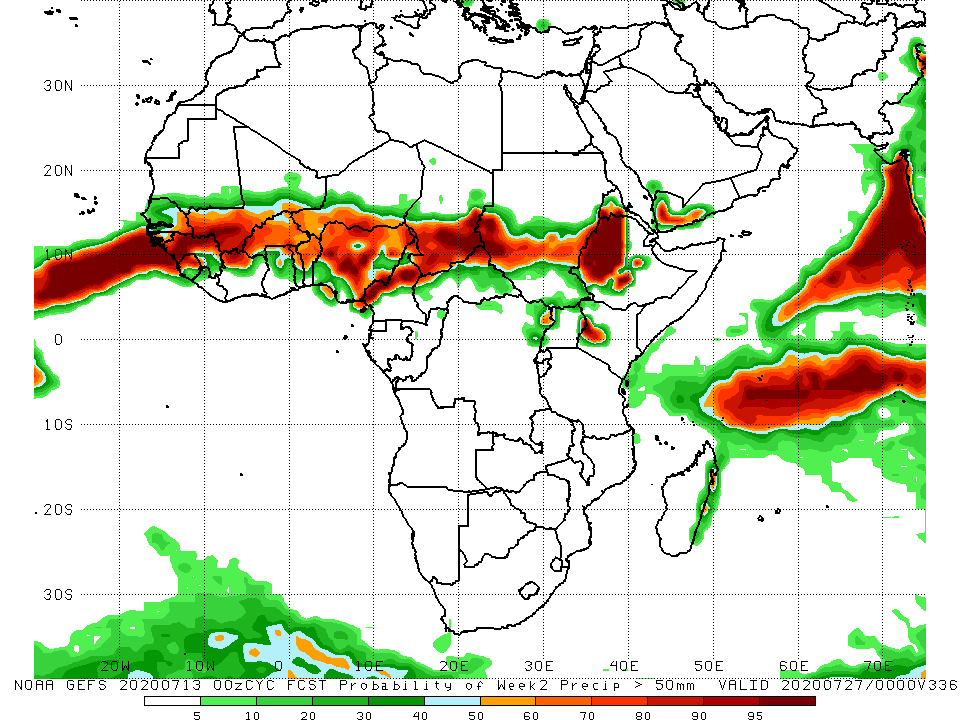 30N
20N
10N
0
10S
20S
30S
20W 10W 0 10E 20E 30E 40E 50E 60E 70E
NOAA GEFS 20200713 00zCYC FCST Probability of Week2 Precip > 50mm VALID 20200727/0000V336
5 10 20 30 40 50 60 70 80 90 95